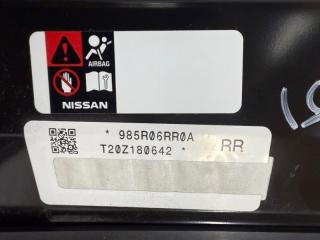 AIRBAG
NISSAN
* 985R06RR0A
T20Z180642 *
RR